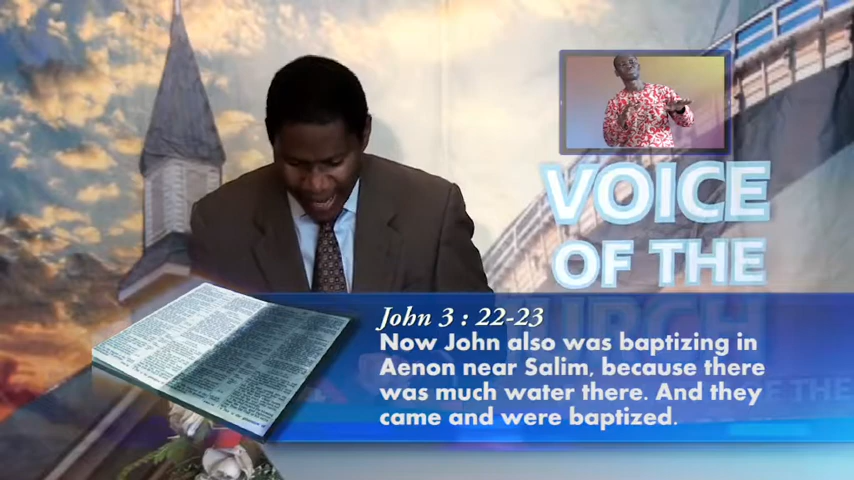 VOICE
OF THE
John 3 : 22-23
Now John also was baptizing in
Aenon near Salim, because there
was much water there. And they
came and were baptized.